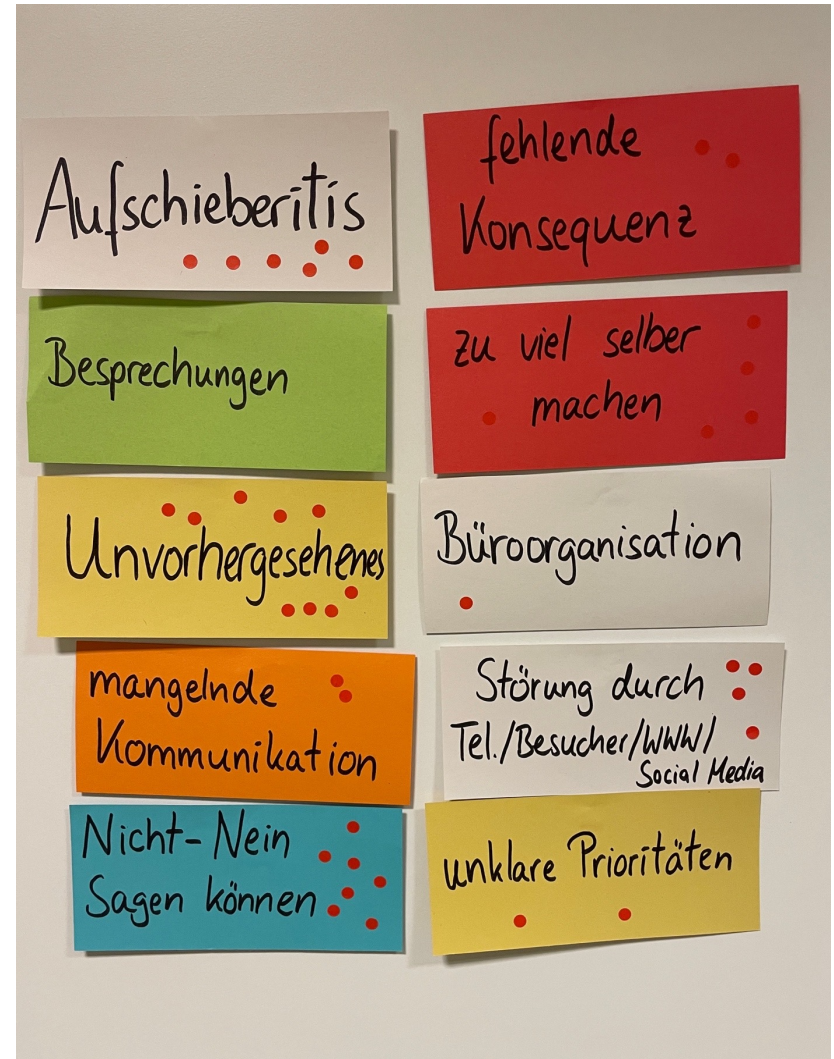 Aufschieberitis
Besprechungen
Unvorhergesehenes
mangelnde
Kommunikation
Nicht-Nein
Sagen können
fehlende
Konsequenz
zu viel selber
machen
Büroorganisation
Störung durch
Tel./Besucher/WWW/
Social Media
unklare Prioritäten